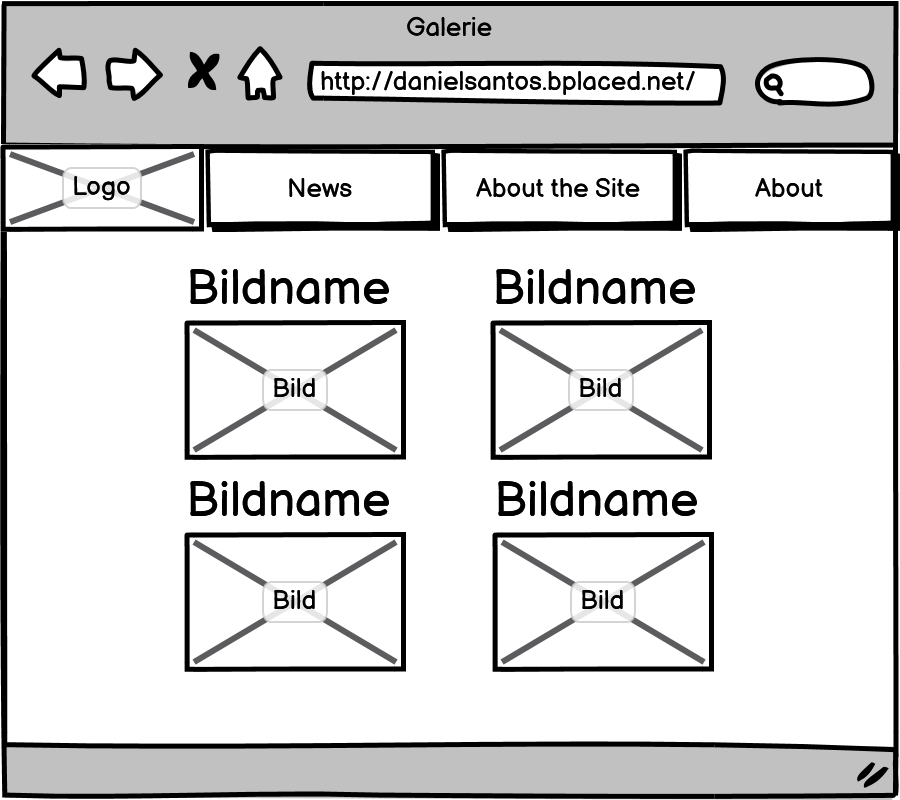 Galerie
http://danielsantos.bplaced.net/
Logo
News
About the Site
About
Bildname
Bildname
Bild
Bild
Bildname
Bildname
Bild
Bild